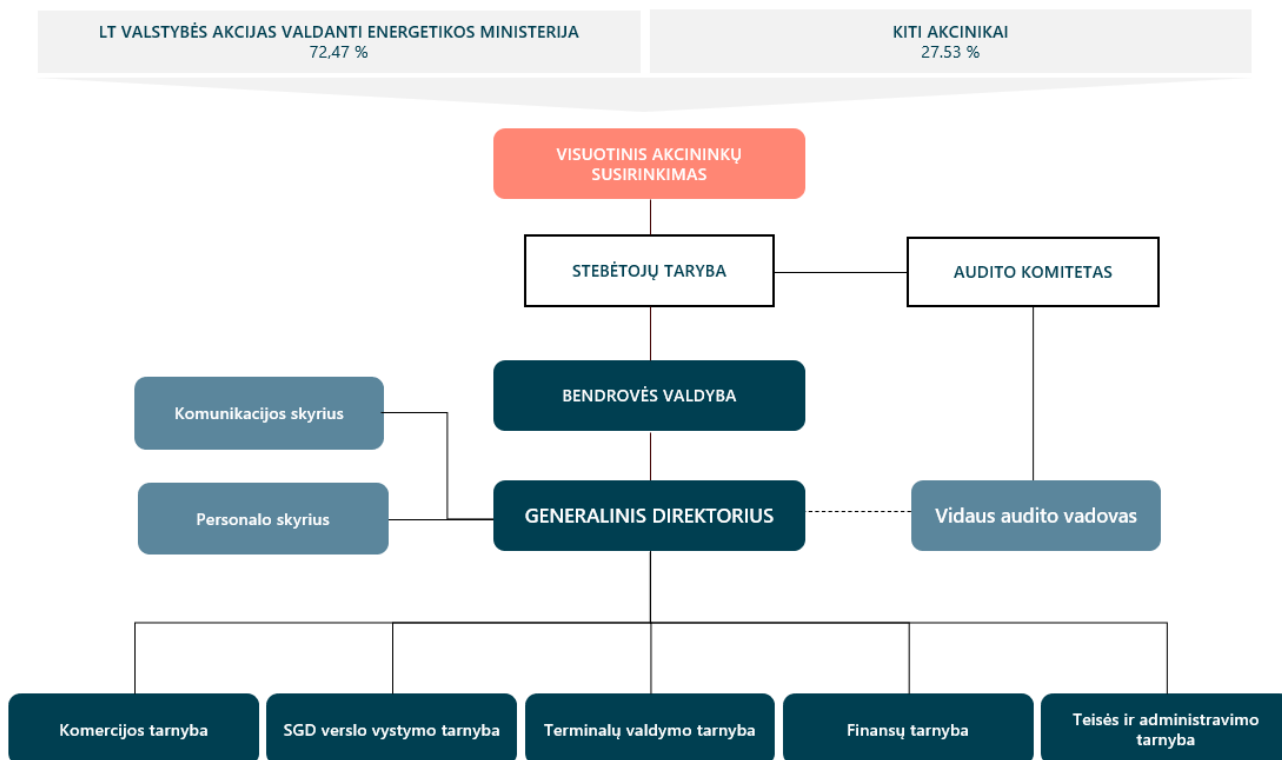 LT VALSTYBĖS AKCIJAS VALDANTI ENERGETIKOS MINISTERIJA
72,47 %
KITI AKCINIKAI
27.53 %
VISUOTINIS AKCININKŲ
SUSIRINKIMAS
STEBĖTOJŲ TARYBA
AUDITO KOMITETAS
BENDROVĖS VALDYBA
Komunikacijos skyrius
Personalo skyrius
GENERALINIS DIREKTORIUS
Vidaus audito vadovas
Komercijos tarnyba
SGD verslo vystymo tarnyba
Terminalų valdymo tarnyba
Finansų tarnyba
Teisės ir administravimo
tarnyba